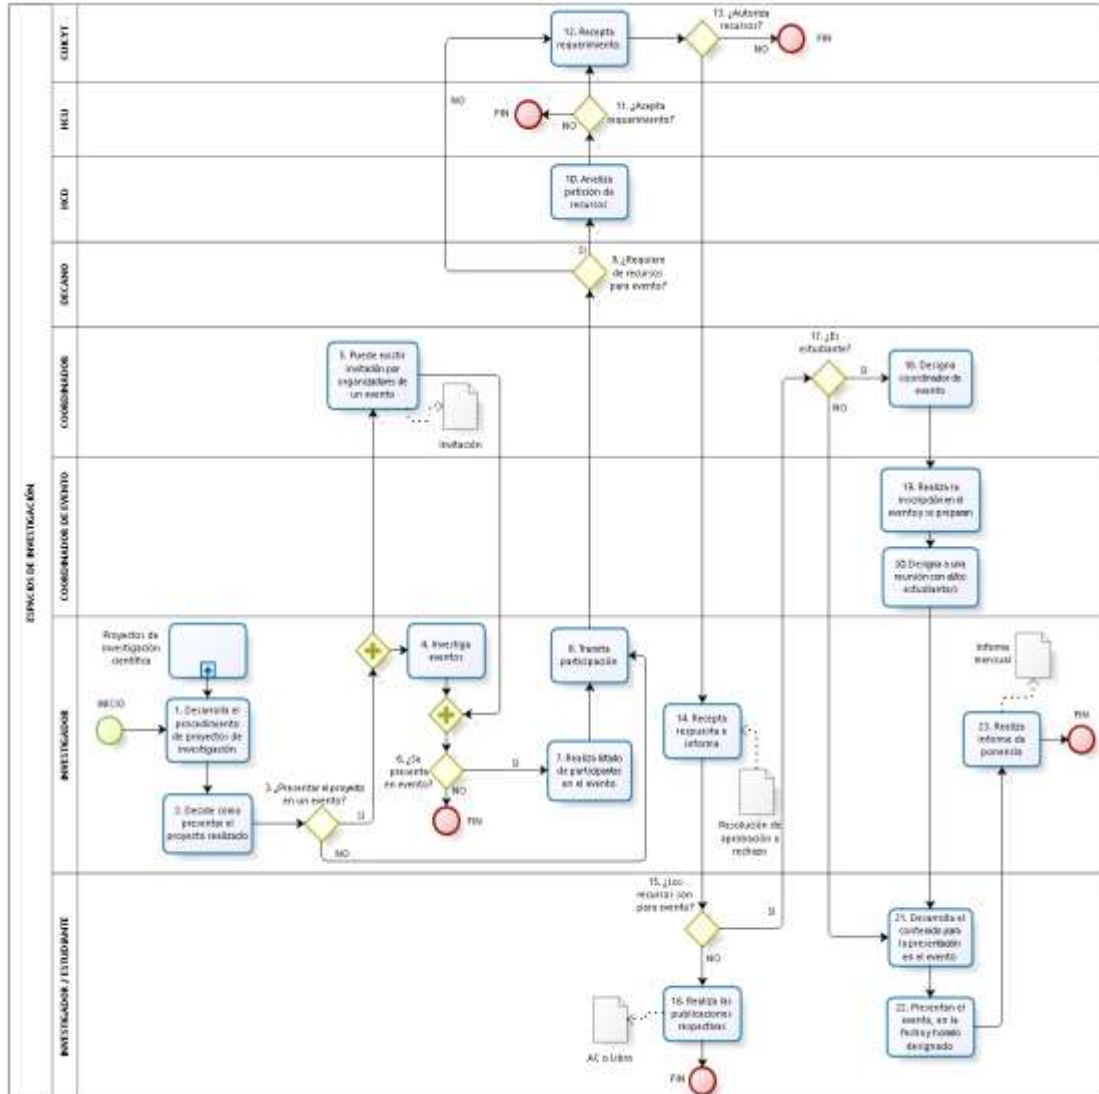 ESPACIOS DE INVESTIGACIÓN
CUICYT
12. Recepta
requerimiento
13. ¿Autoriza
recursos?
NO
FIN
HCU
NO
FIN
NO
11. ¿Acepta
requerimiento?
HCD
10. Analiza
petición de
recursos
DECANO
SI
9. ¿Requiere
de recursos
para evento?
COORDINADOR
5. Puede existir
invitación por
organizadores de
un evento
Invitación
17. ¿Es
estudiante?
SI
NO
18. Designa
coordinador de
evento
COORDINADOR DE EVENTO
19. Realiza la
inscripción en el
evento y se preparan
20. Designa a una
reunión con
estudiante/s
INVESTIGADOR
Proyectos de
investigación
científica
INICIO
1. Desarrolla el
procedimiento
de proyectos de
investigación
2. Decide como
presentar el
proyecto realizado
3. ¿Presentar el proyecto
en un evento?
SI
NO
4. Investiga
eventos
6. ¿Se
presenta
en evento?
SI
NO
FIN
7. Realiza listado
de participantes
en el evento
8. Tramita
participación
14. Recepta
respuesta o
informe
Resolución de
aprobación o
rechazo
Informe
mensual
23. Realiza
informe de
ponencia
FIN
INVESTIGADOR / ESTUDIANTE
15. ¿Los
recursos son
para evento?
SI
NO
16. Realiza las
publicaciones
respectivas
AC o Libro
FIN
21. Desarrolla el
contenido para
la presentación
en el evento
22. Presentan el
evento, en la
fecha y horario
designado